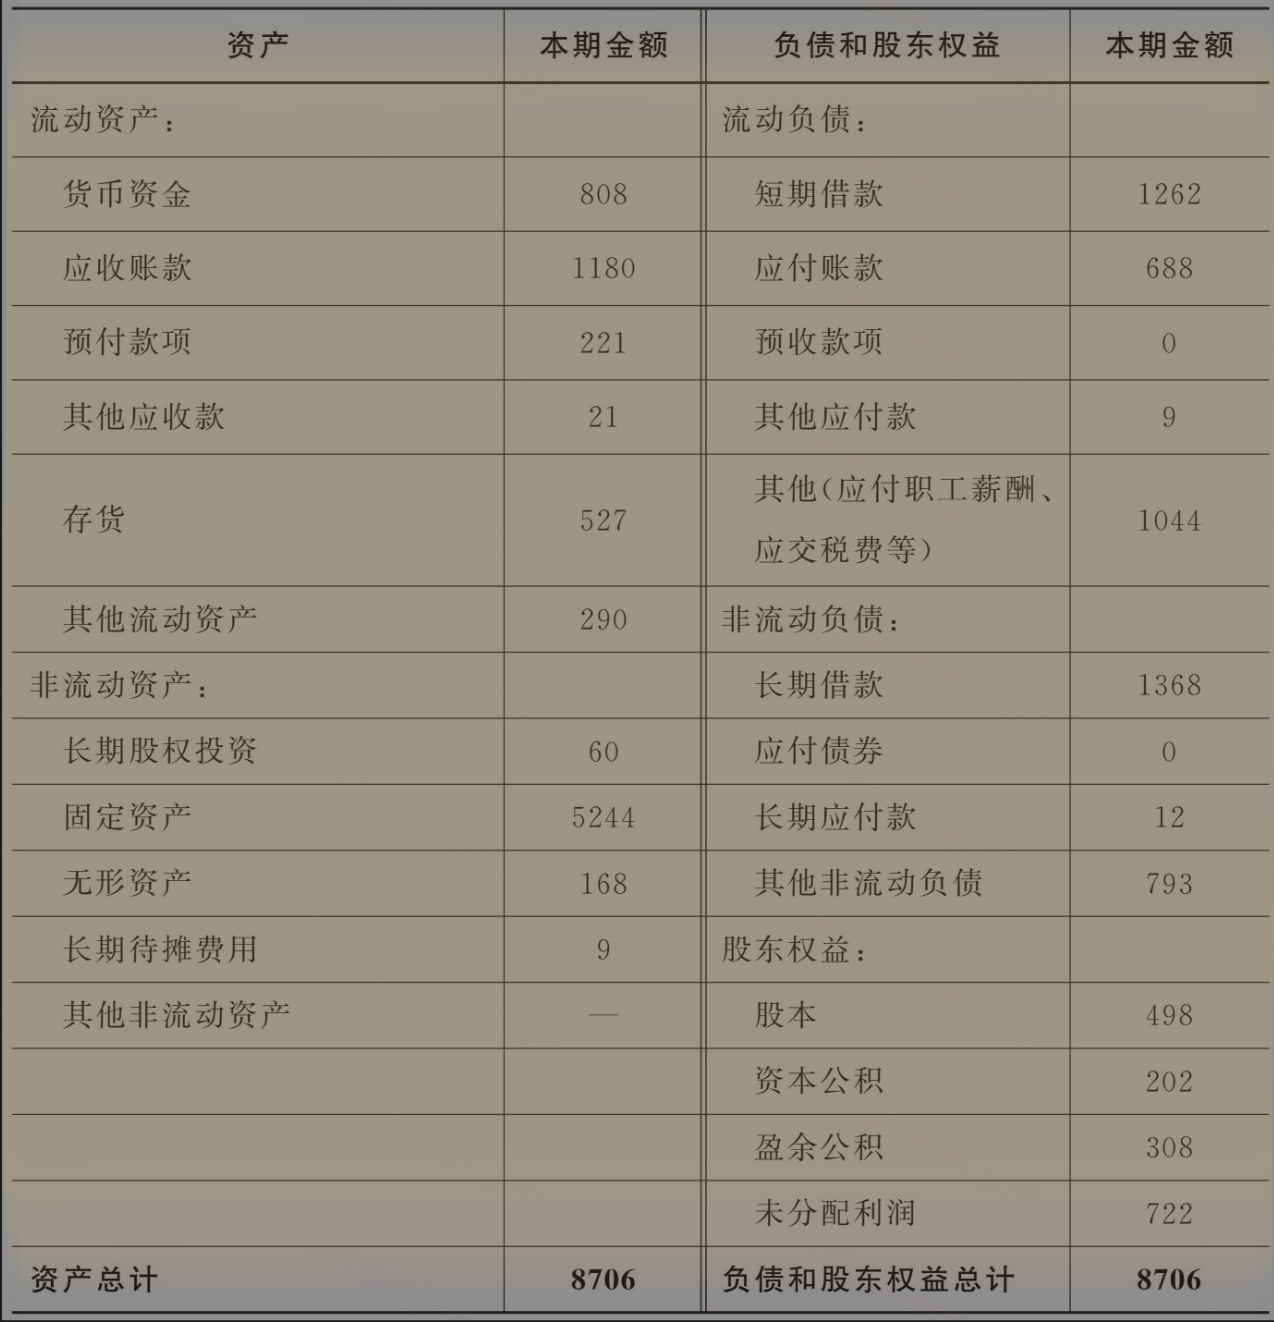 资产 本期金额 负债和股东权益 本期金额
流动资产: 流动负债:
货币资金 808 短期借款 1262
应收账款 1180 应付账款 688
预付款项 221 预收款项 0
其他应收款 21 其他应付款 9
存货 527 其他(应付职工薪酬、
应交税费等) 1044
其他流动资产 290 非流动负债:
非流动资产: 长期借款 1368
长期股权投资 60 应付债券 0
固定资产 5244 长期应付款 12
无形资产 168 其他非流动负债 793
长期待摊费用 9 股东权益:
其他非流动资产 — 股本 498
资本公积 202
盈余公积 308
未分配利润 722
资产总计 8706 负债和股东权益总计 8706